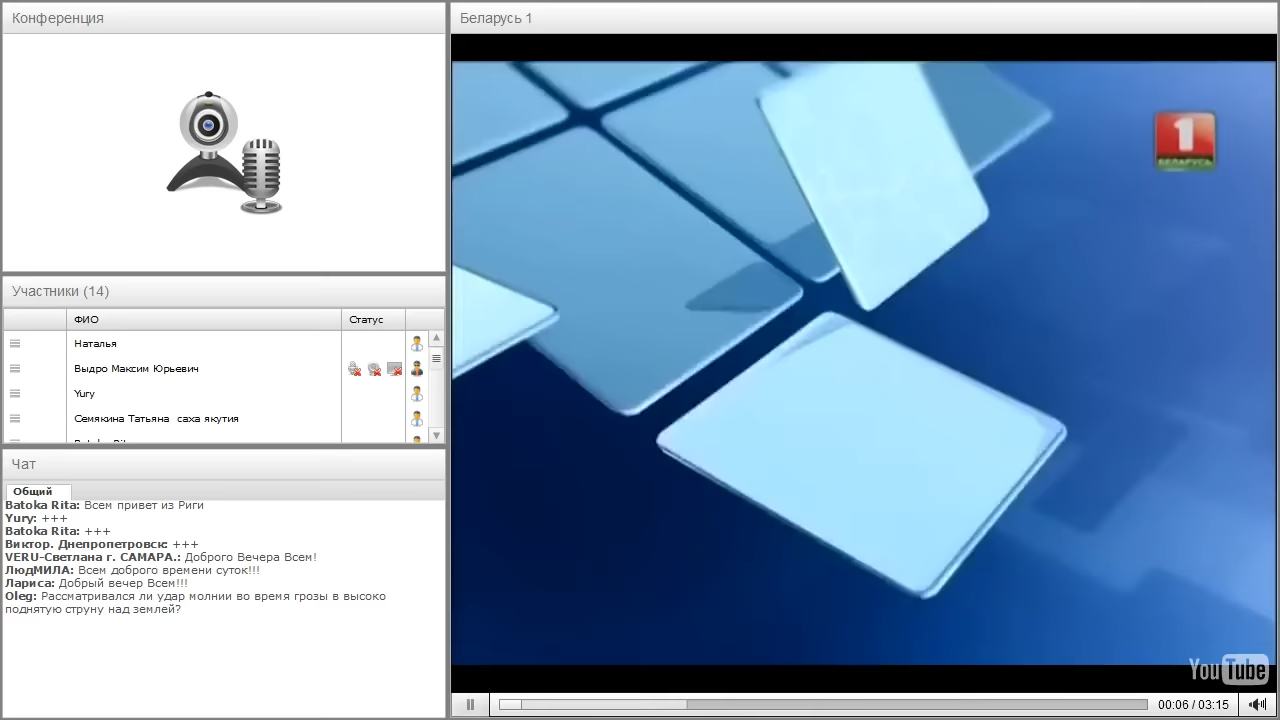 Конференция
Участники (14)
ФИО
Статус
Наталья
Выдро Максим Юрьевич
Yury
Семякина Татьяна саха якутия
Чат
Общий
Batoka Rita: Всем привет из Риги
Yury: +++
Batoka Rita: +++
Виктор. Днепропетровск: +++
VERU-Светлана г. САМАРА.: Доброго Вечера Всем!
ЛюдМИЛА: Всем доброго времени суток!!!
Лариса: Добрый вечер Всем!!!
Oleg: Рассматривался ли удар молнии во время грозы в высоко
поднятую струну над землей?
Беларусь 1
1
БЕЛАРУСЬ
YouTube
00:06 / 03:15